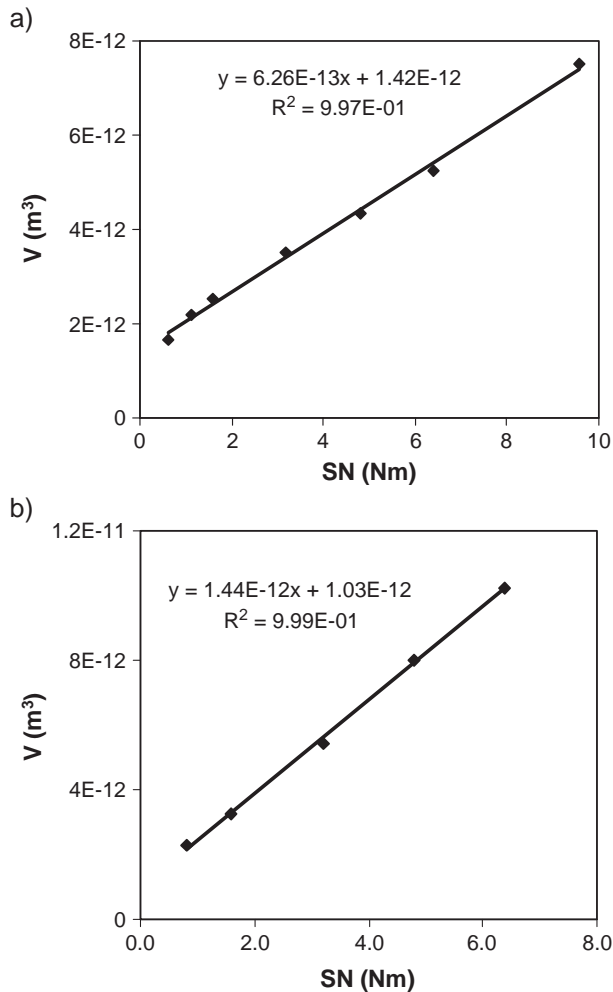 a)
8E-12
y = 6.26E-13x + 1.42E-12
R² = 9.97E-01
6E-12
V (m³)
4E-12
2E-12
0
0 2 4 6 8 10
SN (Nm)
b)
1.2E-11
y = 1.44E-12x + 1.03E-12
R² = 9.99E-01
8E-12
V (m³)
4E-12
0
0.0 2.0 4.0 6.0 8.0
SN (Nm)